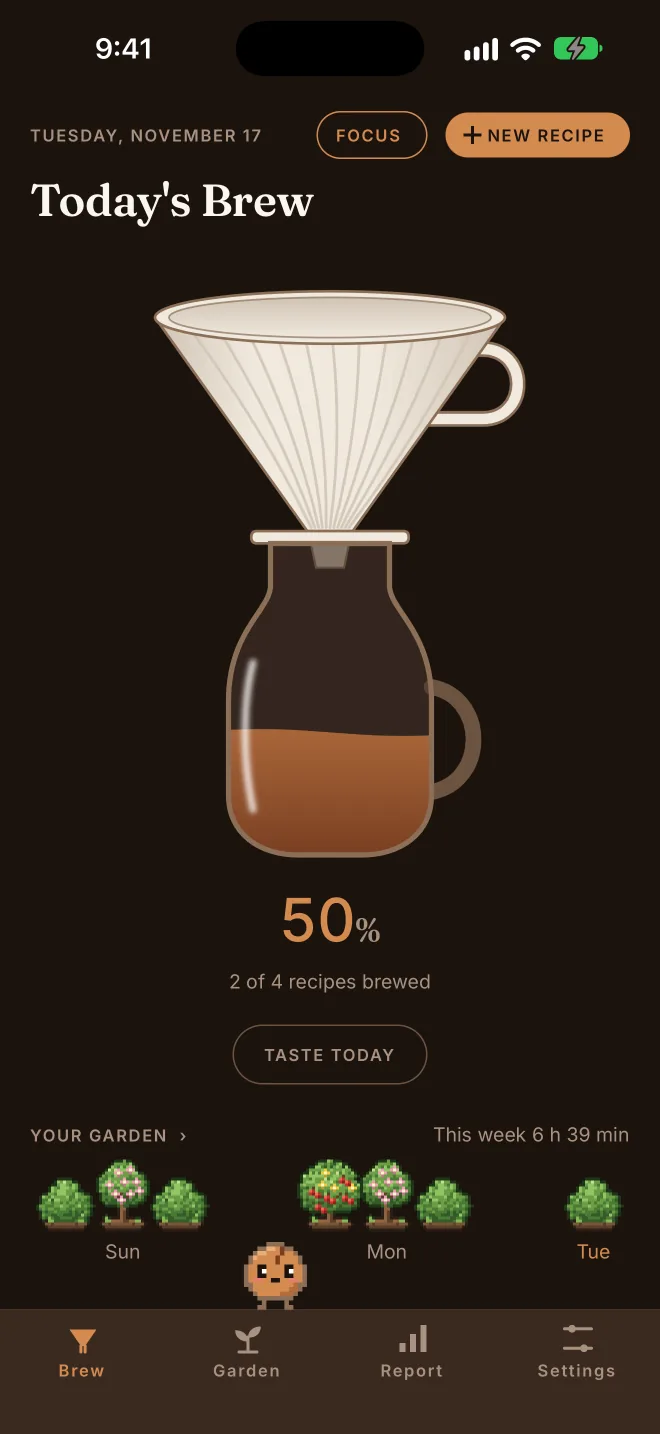 9:41
TUESDAY, NOVEMBER 17
FOCUS
NEW RECIPE
Today's Brew
50%
2 of 4 recipes brewed
TASTE TODAY
YOUR GARDEN ›
This week 6 h 39 min
Sun
Mon
Tue
Brew
Garden
Report
Settings